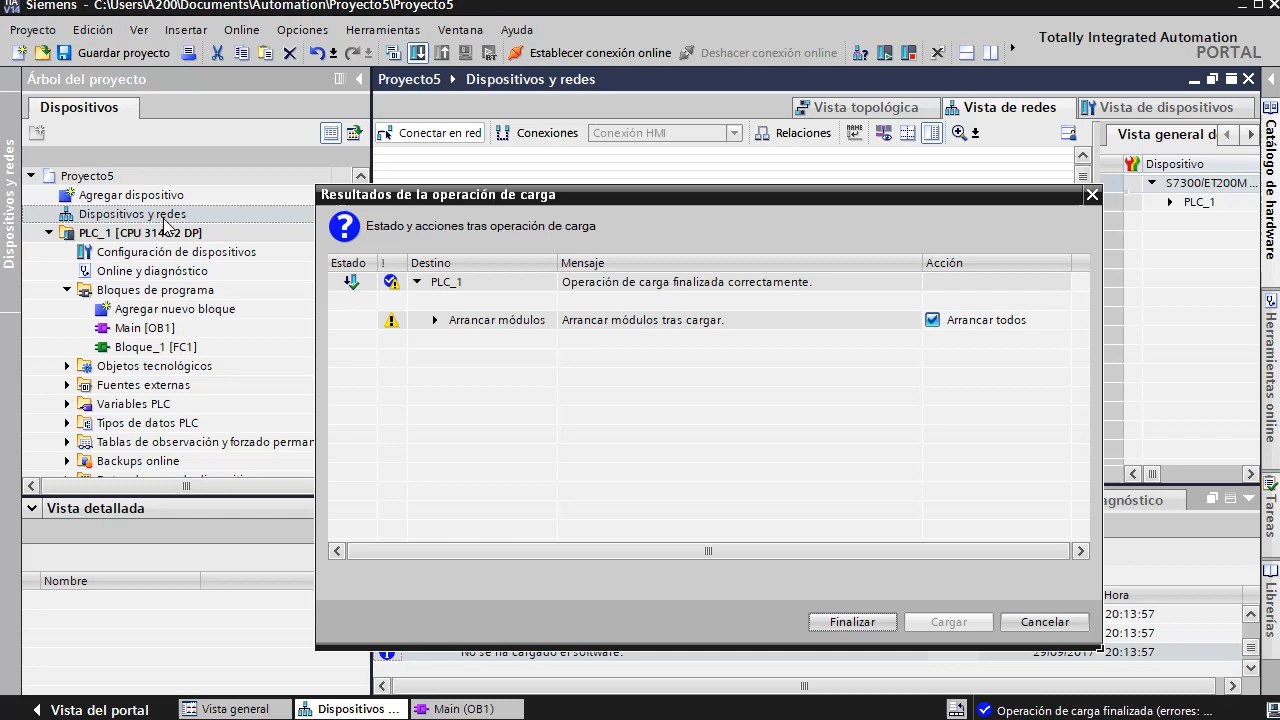 Siemens - C:\Users\A200\Documents\Automation\Proyecto5\Proyecto5
V14
Proyecto Edición Ver Insertar Online Opciones Herramientas Ventana Ayuda
Guardar proyecto Establecer conexión online Deshacer conexión online
Totally Integrated Automation
PORTAL
Árbol del proyecto
Proyecto5 Dispositivos y redes
Dispositivos
Vista topológica Vista de redes Vista de dispositivos
Conectar en red Conexiones Conexión HMI Relaciones
Vista general d
Dispositivo
S7300/ET200M ...
PLC_1
Dispositivos y redes
Proyecto5
Agregar dispositivo
Dispositivos y redes
Configuración de dispositivos
Online y diagnóstico
Bloques de programa
Agregar nuevo bloque
Main [OB1]
Bloque_1 [FC1]
Objetos tecnológicos
Fuentes externas
Variables PLC
Tipos de datos PLC
Tablas de observación y forzado perman
Backups online
Vista detallada
Nombre
Resultados de la operación de carga
Estado y acciones tras operación de carga
Estado ! Destino Mensaje Acción
PLC_1 Operación de carga finalizada correctamente.
Arrancar módulos Arrancar módulos tras cargar. Arrancar todos
Finalizar Cargar Cancelar
agnóstico
Hora
20:13:57
20:13:57
No se ha cargado el software. 29/09/2017 20:13:57
Catálogo de hardware
Herramientas online
Tareas
Librerías
Vista del portal Vista general Dispositivos ... Main (OB1) Operación de carga finalizada (errores: ...